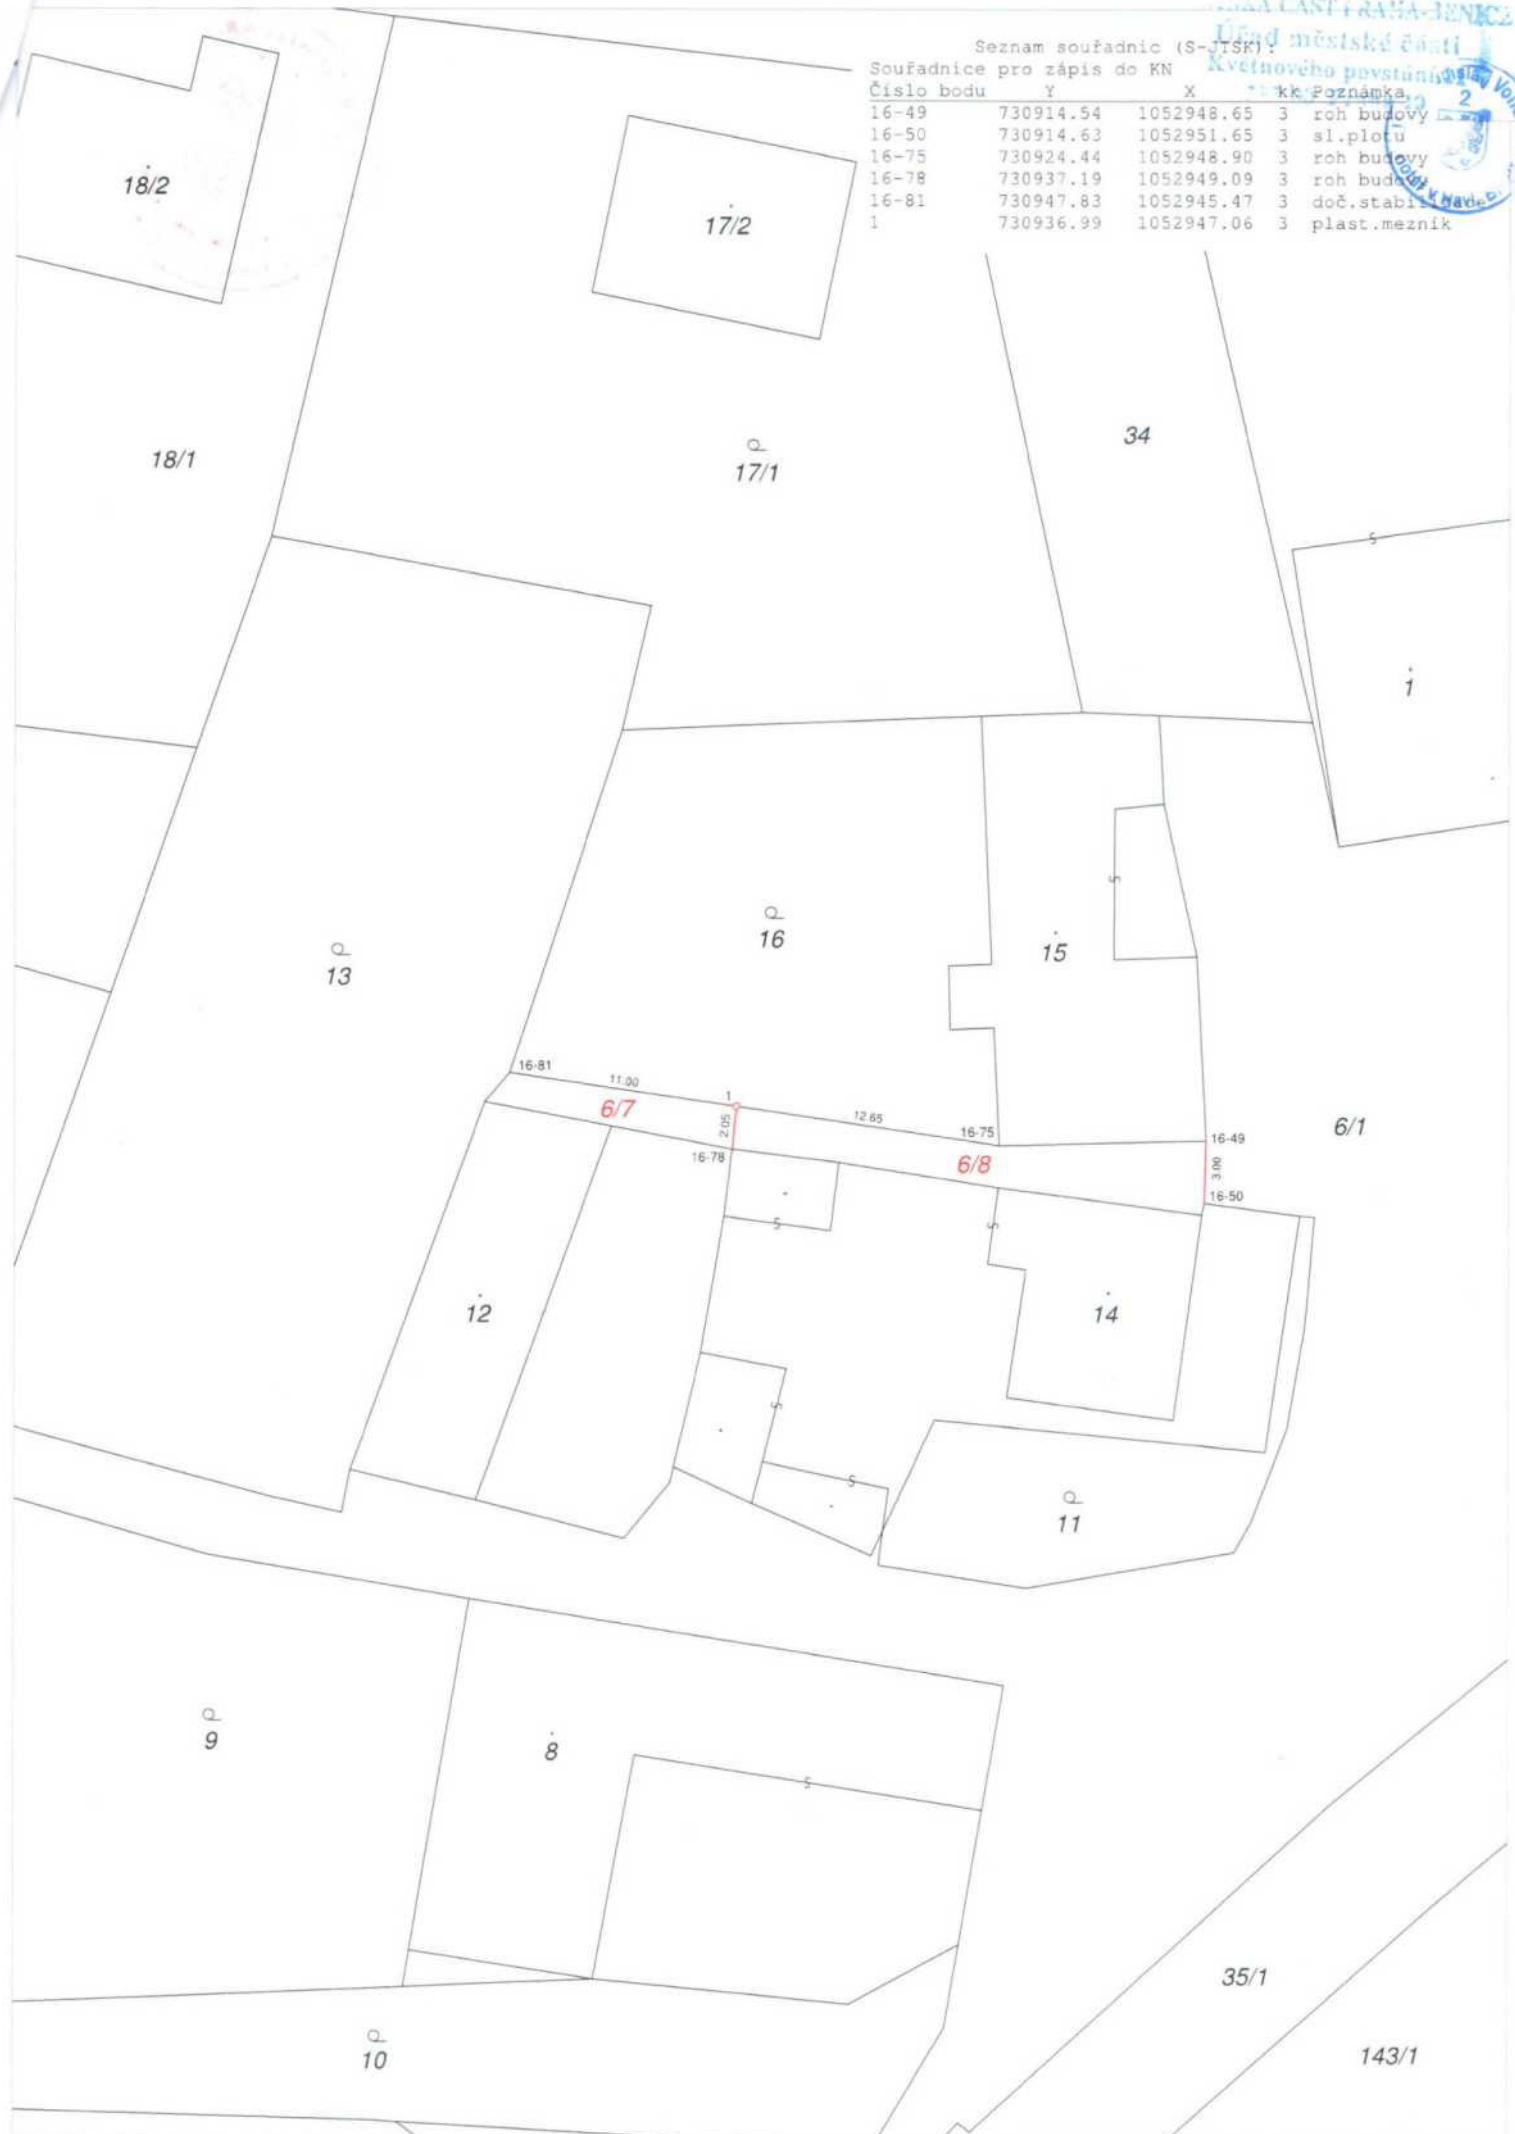 Úřad městské části
Seznam souřadnic (S-JTSK):
Květnového povstání
Souřadnice pro zápis do KN
Číslo bodu Y X kk Poznámka
2
16-49 730914.54 1052948.65 3 roh budovy
16-50 730914.63 1052951.65 3 sl.plotu
16-75 730924.44 1052948.90 3 roh budovy
16-78 730937.19 1052949.09 3 roh budovy
16-81 730947.83 1052945.47 3 doč.stabilizace
1 730936.99 1052947.06 3 plast.mezník
18/2
17/2
34
18/1
17/1
1
16
15
13
16-81
11.00
1
6/7
12.65
2.05
16-75
6/1
16-49
16-78
6/8
3.00
16-50
12
14
11
9
8
35/1
10
143/1